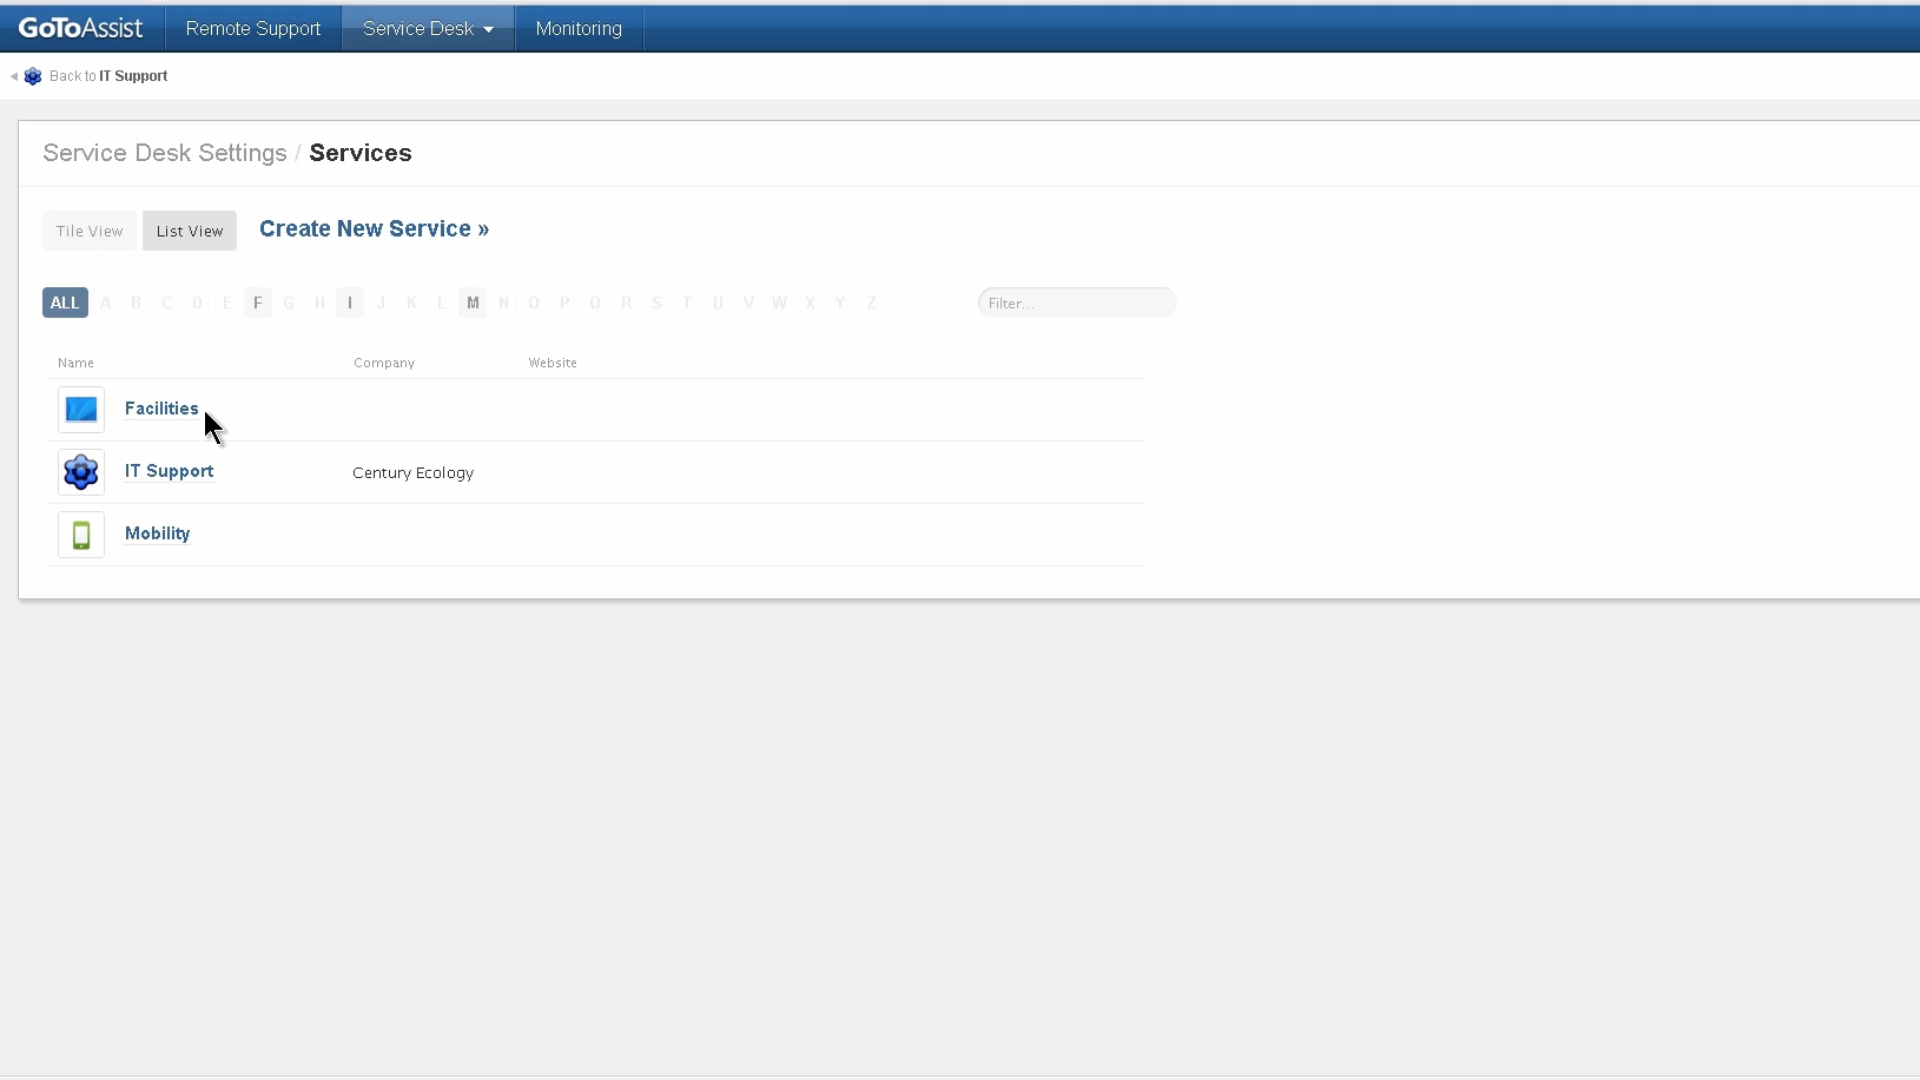 GoToAssist Remote Support Service Desk Monitoring
Back to IT Support
Service Desk Settings / Services
Tile View List View Create New Service »
ALL A B C D E F G H I J K L M N O P Q R S T U V W X Y Z Filter...
Name Company Website
Facilities
IT Support Century Ecology
Mobility